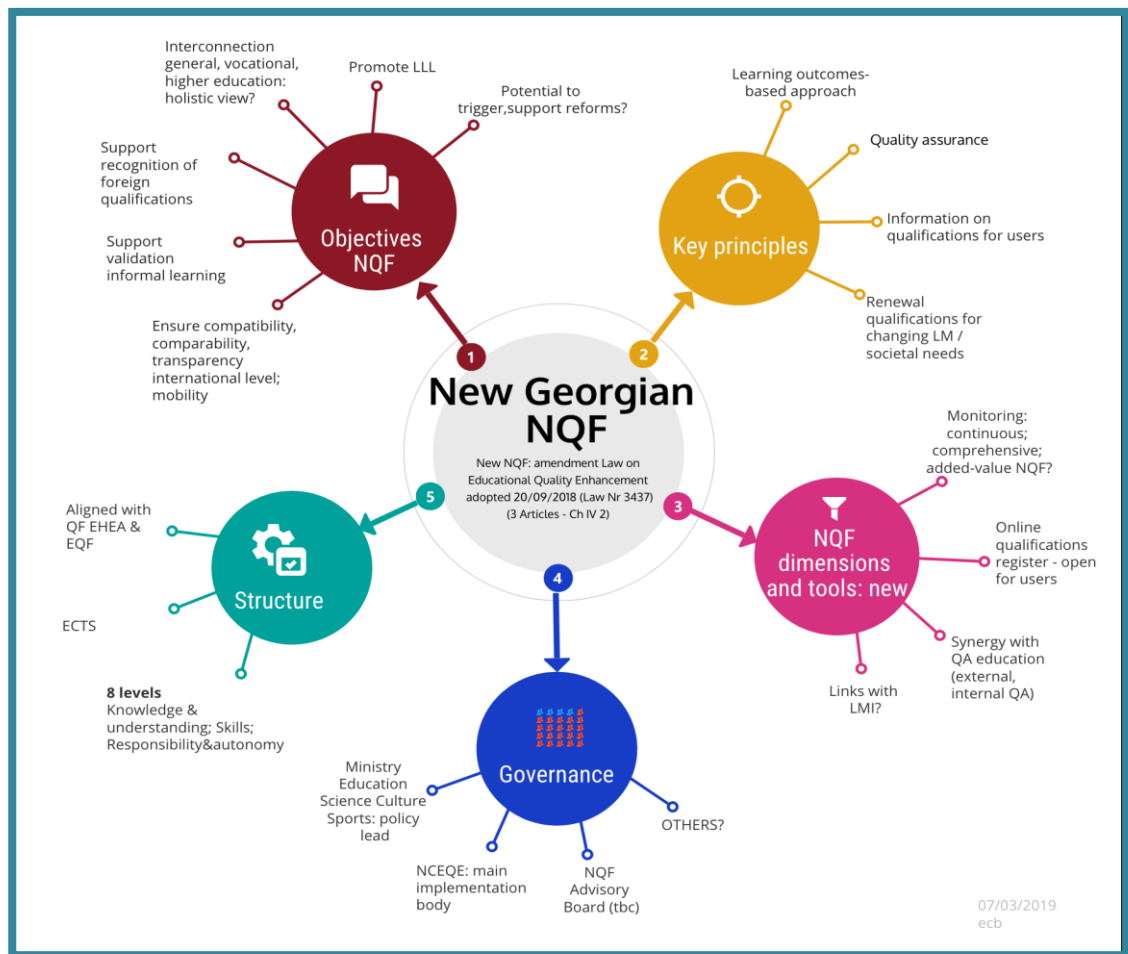 New Georgian
NQF
New NQF: amendment Law on
Educational Quality Enhancement
adopted 20/09/2018 (Law Nr 3437)
(3 Articles - Ch IV 2)
1
Objectives
NQF
Interconnection
general, vocational,
higher education:
holistic view?
Promote LLL
Potential to
trigger,support reforms?
Support
recognition of
foreign
qualifications
Support
validation
informal learning
Ensure compatibility,
comparability,
transparency
international level;
mobility
2
Key principles
Learning outcomes-
based approach
Quality assurance
Information on
qualifications for users
Renewal
qualifications for
changing LM /
societal needs
3
NQF
dimensions
and tools: new
Monitoring:
continuous;
comprehensive;
added-value NQF?
Online
qualifications
register - open
for users
Synergy with
QA education
(external,
internal QA)
Links with
LMI?
4
Governance
Ministry
Education
Science Culture
Sports: policy
lead
NCEQE: main
implementation
body
NQF
Advisory
Board (tbc)
OTHERS?
5
Structure
Aligned with
QF EHEA &
EQF
ECTS
8 levels
Knowledge &
understanding; Skills;
Responsibility&autonomy
07/03/2019
ecb